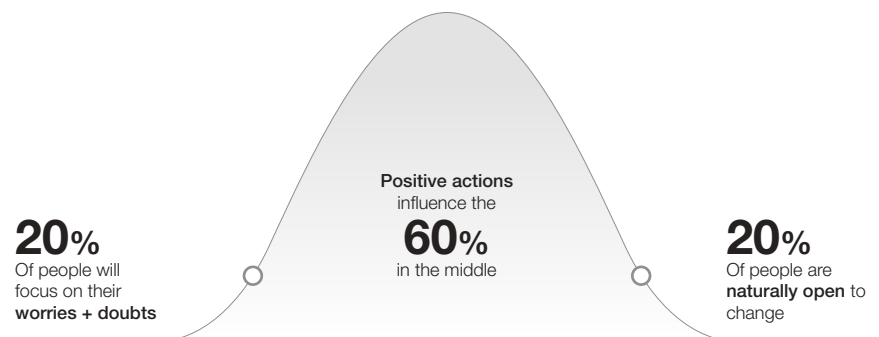 Positive actions
influence the
60%
in the middle
20%
Of people will
focus on their
worries + doubts
20%
Of people are
naturally open to
change